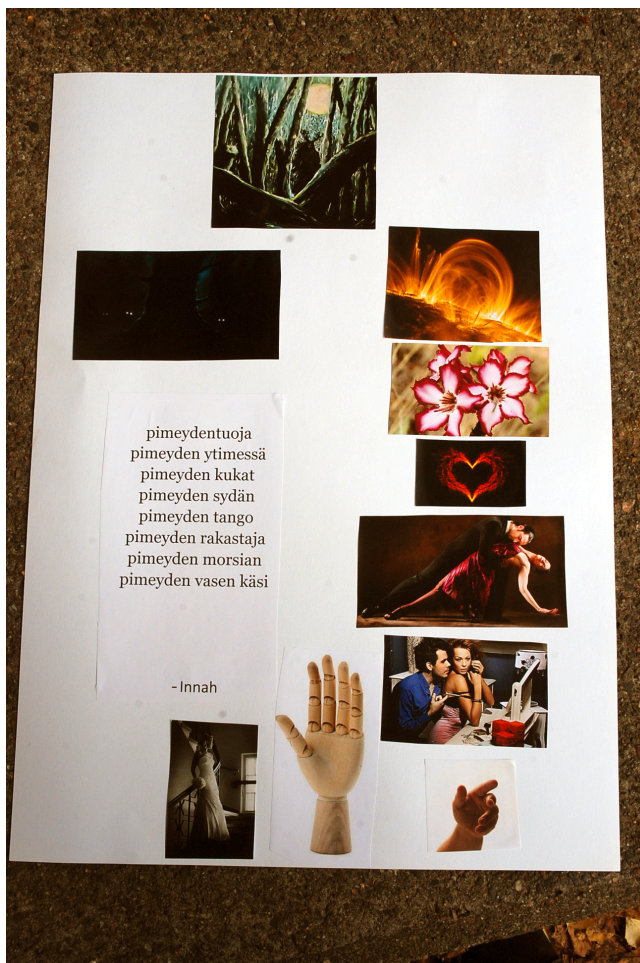 pimeydentuoja
pimeyden ytimessä
pimeyden kukat
pimeyden sydän
pimeyden tango
pimeyden rakastaja
pimeyden morsian
pimeyden vasen käsi
- Innah